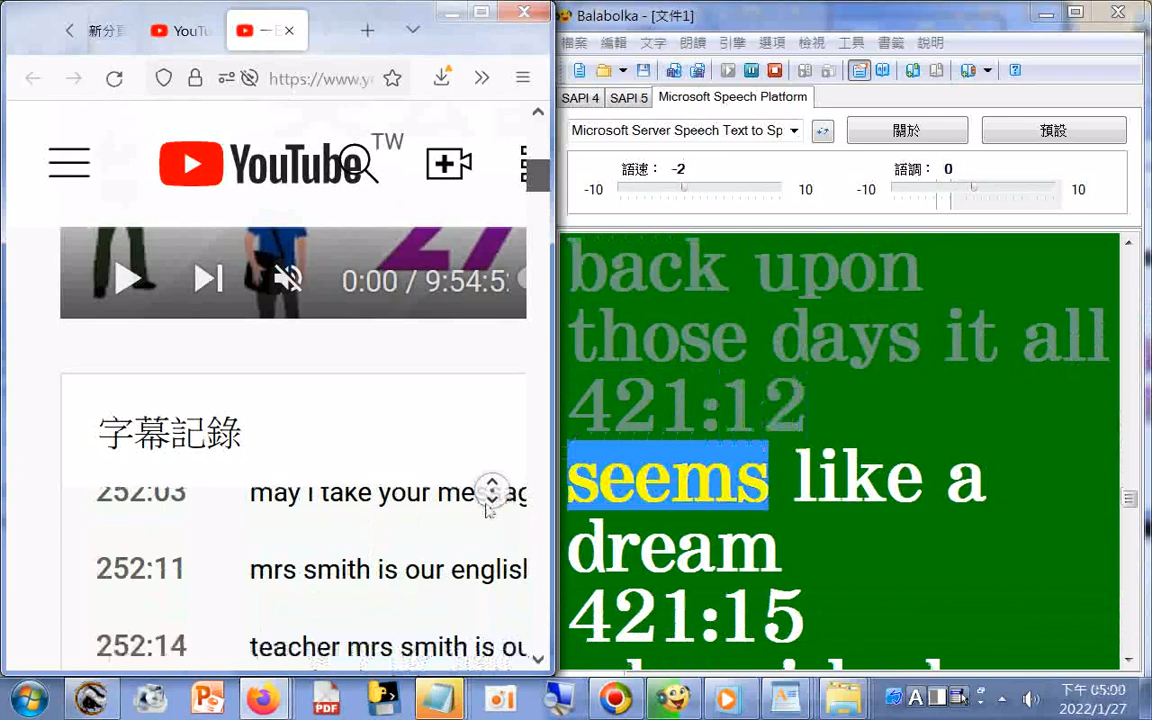 新分
YouTu
一 E
https://www.y
TW
YouTube
27
0:00 / 9:54:5
字幕記錄
252:03 may i take your messag
252:11 mrs smith is our english
252:14 teacher mrs smith is ou
Balabolka - [文件1]
檔案 編輯 文字 朗讀 引擎 選項 檢視 工具 書籤 說明
SAPI 4 SAPI 5 Microsoft Speech Platform
Microsoft Server Speech Text to Sp
關於
預設
語速： -2
語調： 0
-10 10 -10 10
back upon
those days it all
421:12
seems like a
dream
421:15
PDF
A
下午 05:00
2022/1/27